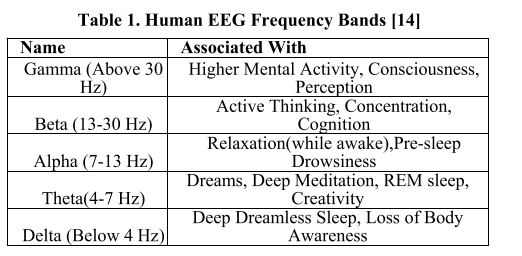 Table 1. Human EEG Frequency Bands [14]
Name Associated With
Gamma (Above 30 Hz) Higher Mental Activity, Consciousness, Perception
Beta (13-30 Hz) Active Thinking, Concentration, Cognition
Alpha (7-13 Hz) Relaxation(while awake),Pre-sleep Drowsiness
Theta(4-7 Hz) Dreams, Deep Meditation, REM sleep, Creativity
Delta (Below 4 Hz) Deep Dreamless Sleep, Loss of Body Awareness